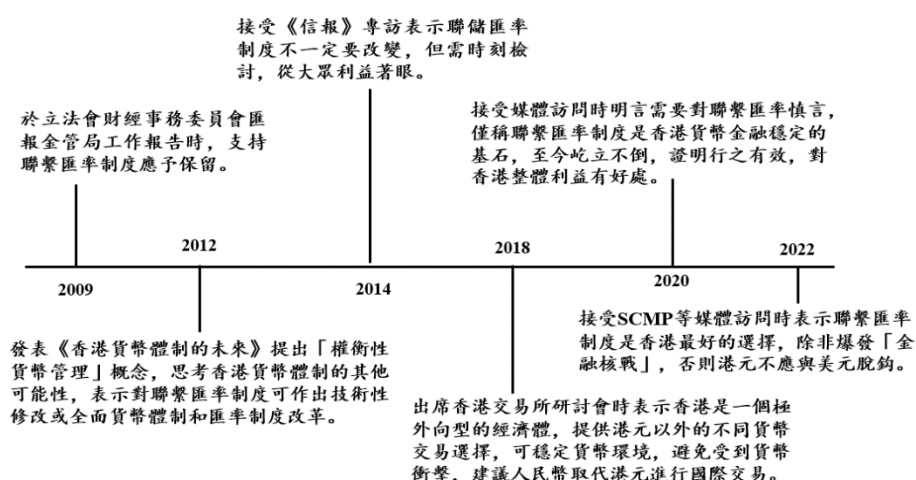 接受《信報》專訪表示聯儲匯率
制度不一定要改變，但需時刻檢
討，從大眾利益著眼。
於立法會財經事務委員會匯
報金管局工作報告時，支持
聯繫匯率制度應予保留。
接受媒體訪問時明言需要對聯繫匯率慎言，
僅稱聯繫匯率制度是香港貨幣金融穩定的
基石，至今屹立不倒，證明行之有效，對
香港整體利益有好處。
2012
2018
2022
2009
2014
2020
發表《香港貨幣體制的未來》提出「權衡性
貨幣管理」概念，思考香港貨幣體制的其他
可能性，表示對聯繫匯率制度可作出技術性
修改或全面貨幣體制和匯率制度改革。
接受SCMP等媒體訪問時表示聯繫匯率
制度是香港最好的選擇，除非爆發「金
融核戰」，否則港元不應與美元脫鈎。
出席香港交易所研討會時表示香港是一個極
外向型的經濟體，提供港元以外的不同貨幣
交易選擇，可穩定貨幣環境，避免受到貨幣
衝擊，建議人民幣取代港元進行國際交易。